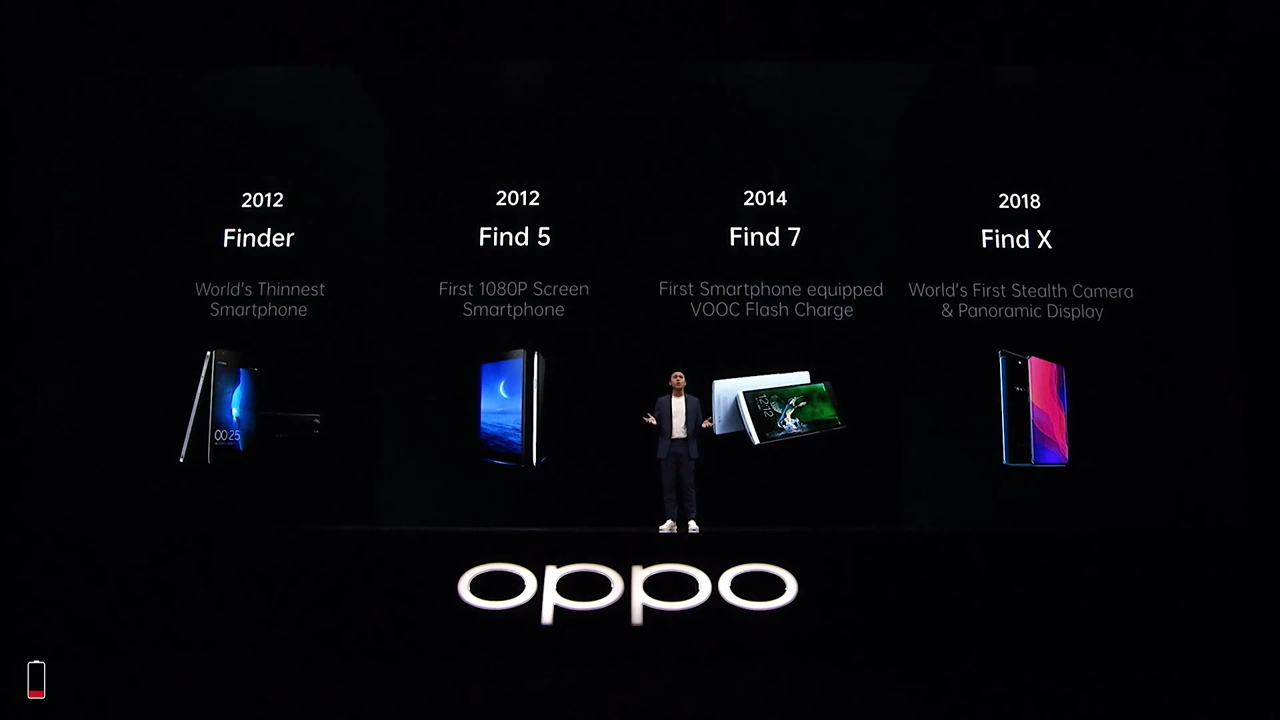 2012
Finder
World's Thinnest
Smartphone
00:25
2012
Find 5
First 1080P Screen
Smartphone
2014
Find 7
First Smartphone equipped
VOOC Flash Charge
12:12
2018
Find X
World's First Stealth Camera
& Panoramic Display
oppo